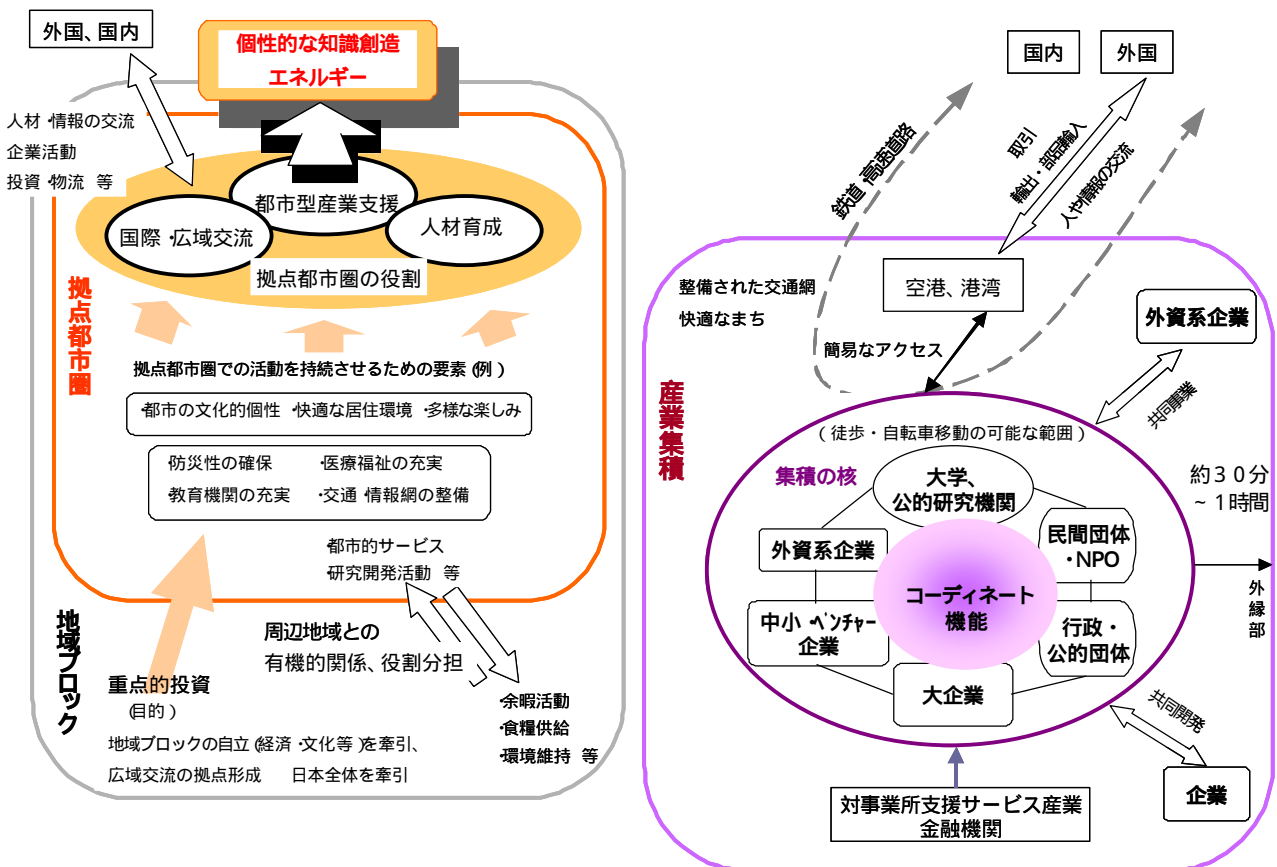 外国、国内
個性的な知識創造
エネルギー
人材・情報の交流
企業活動
投資・物流 等
都市型産業支援
国際・広域交流
人材育成
拠点都市圏の役割
拠点都市圏
拠点都市圏での活動を持続させるための要素(例)
・都市の文化的個性 ・快適な居住環境 ・多様な楽しみ
・防災性の確保 ・医療福祉の充実
・教育機関の充実 ・交通・情報網の整備
・都市的サービス
・研究開発活動 等
地域ブロック
周辺地域との
有機的関係、役割分担
重点的投資
(目的)
地域ブロックの自立(経済・文化等)を牽引、
広域交流の拠点形成 日本全体を牽引
・余暇活動
・食糧供給
・環境維持 等
国内
外国
鉄道・高速道路
取引
輸出・部品輸入
人や情報の交流
整備された交通網
快適なまち
空港、港湾
簡易なアクセス
外資系企業
共同事業
産業集積
(徒歩・自転車移動の可能な範囲)
集積の核
大学、
公的研究機関
外資系企業
民間団体
・NPO
コーディネート
機能
中小・ベンチャー
企業
行政・
公的団体
大企業
約30分
~1時間
外縁部
共同開発
企業
対事業所支援サービス産業
金融機関